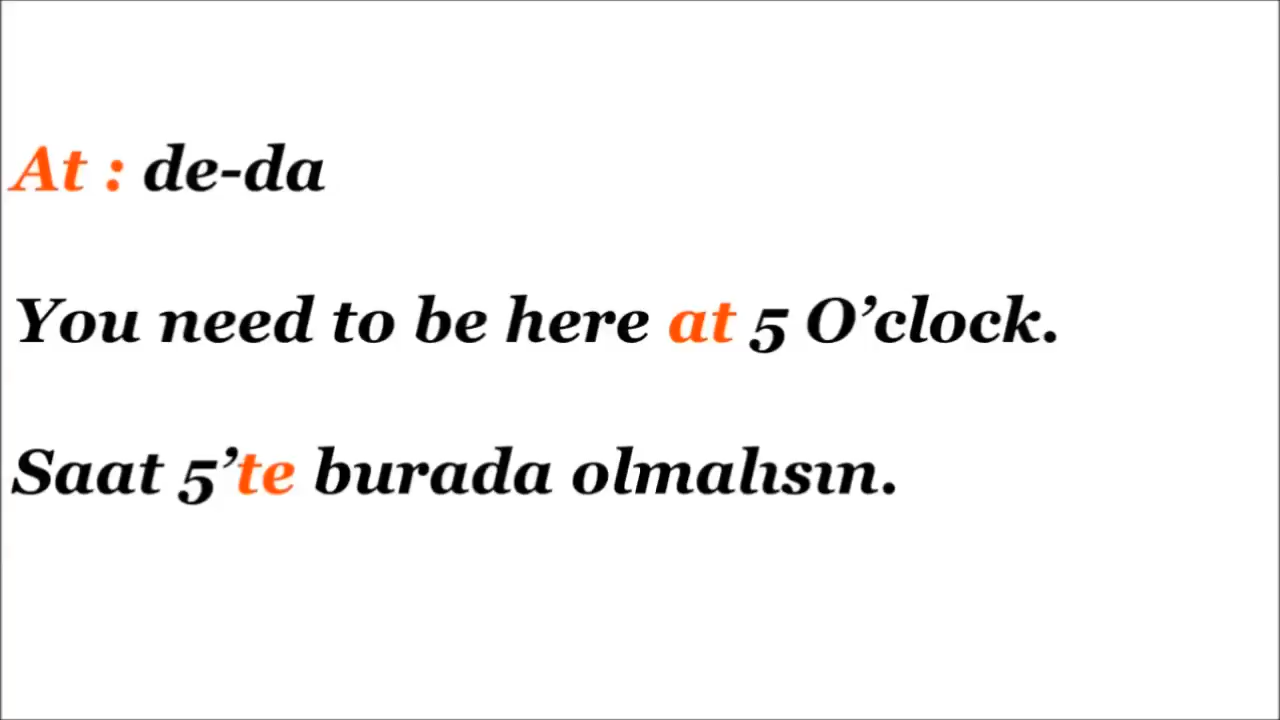 At : de-da
You need to be here at 5 O’clock.
Saat 5’te burada olmalısın.